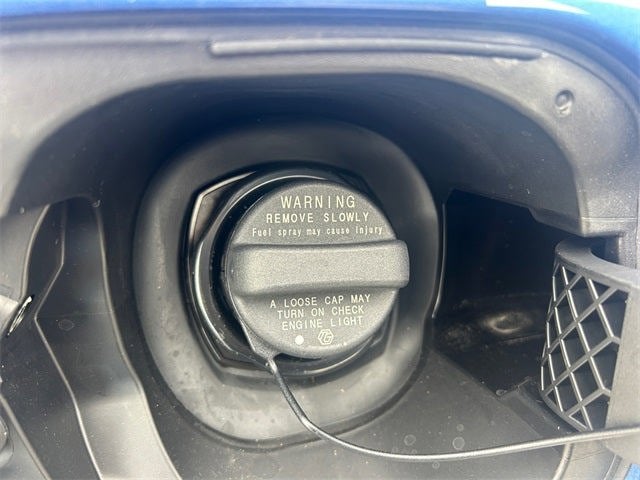 WARNING
REMOVE SLOWLY
Fuel spray may cause injury
A LOOSE CAP MAY
TURN ON CHECK
ENGINE LIGHT